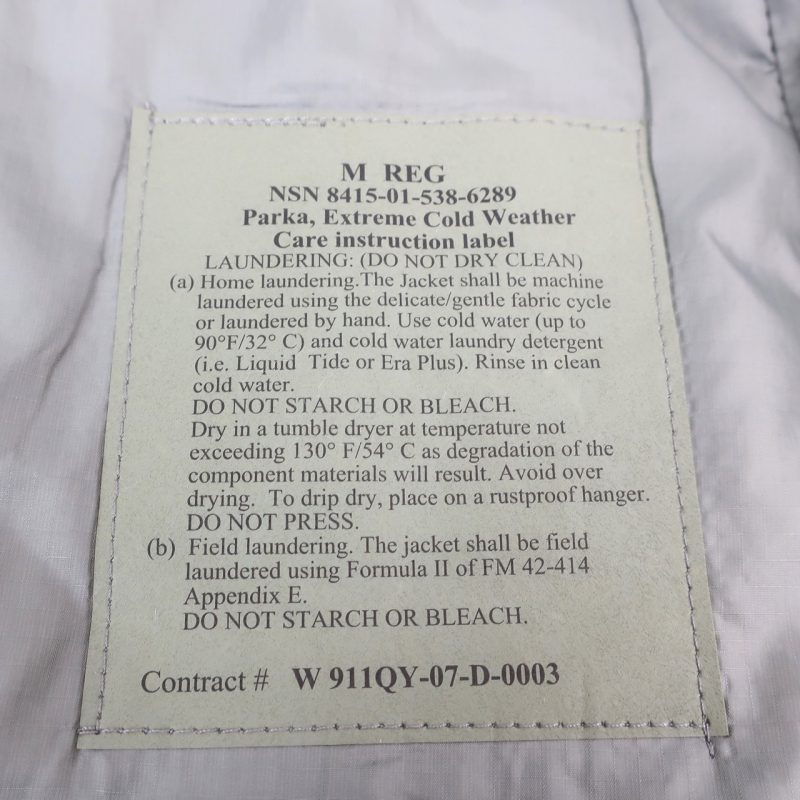 M REG
NSN 8415-01-538-6289
Parka, Extreme Cold Weather
Care instruction label
LAUNDERING: (DO NOT DRY CLEAN)
(a) Home laundering.The Jacket shall be machine
laundered using the delicate/gentle fabric cycle
or laundered by hand. Use cold water (up to
90°F/32° C) and cold water laundry detergent
(i.e. Liquid Tide or Era Plus). Rinse in clean
cold water.
DO NOT STARCH OR BLEACH.
Dry in a tumble dryer at temperature not
exceeding 130° F/54° C as degradation of the
component materials will result. Avoid over
drying. To drip dry, place on a rustproof hanger.
DO NOT PRESS.
(b) Field laundering. The jacket shall be field
laundered using Formula II of FM 42-414
Appendix E.
DO NOT STARCH OR BLEACH.
Contract # W 911QY-07-D-0003